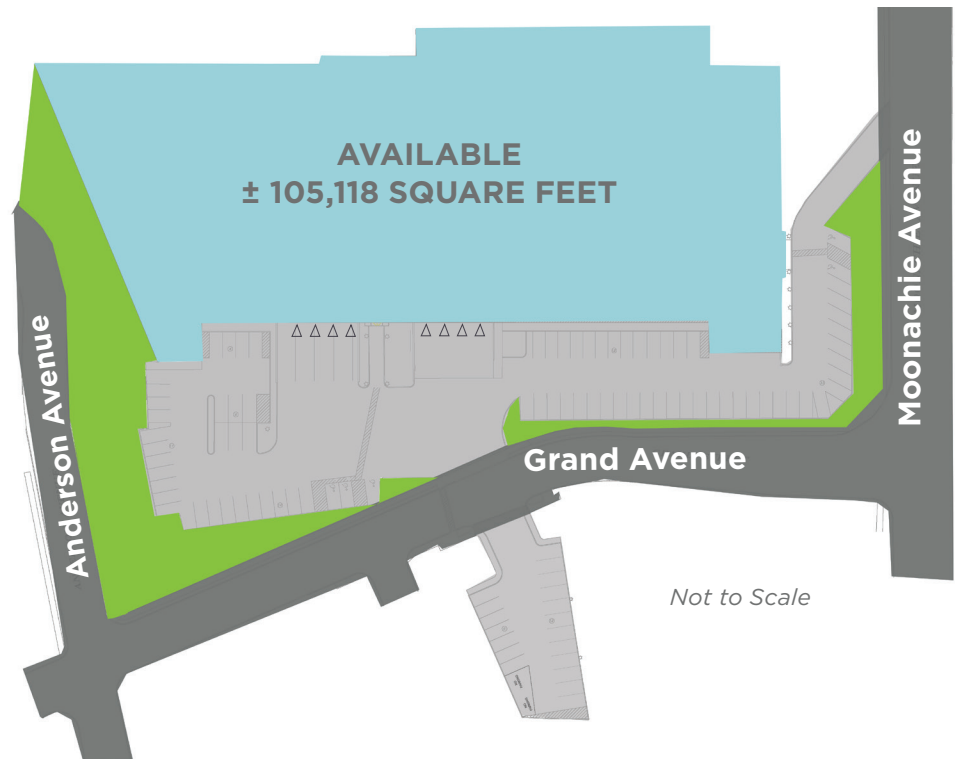 AVAILABLE
± 105,118 SQUARE FEET
Moonachie Avenue
Anderson Avenue
Grand Avenue
Not to Scale